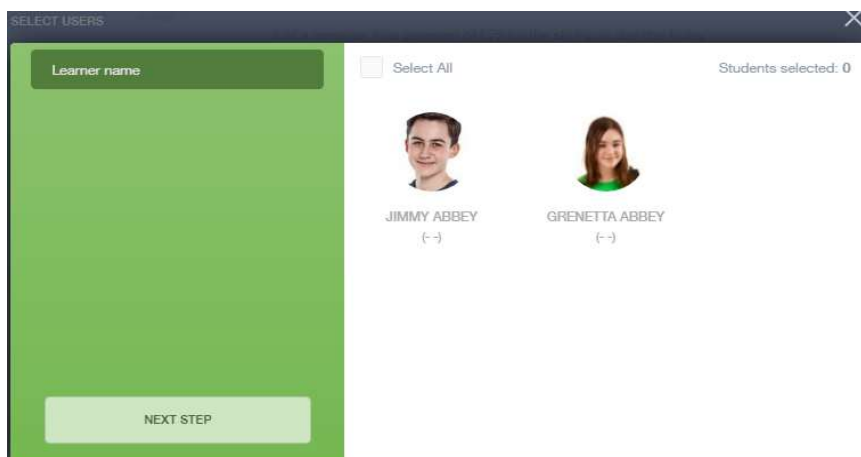 SELECT USERS
Learner name
Select All
Students selected: 0
JIMMY ABBEY
(- -)
GRENETTA ABBEY
(- -)
NEXT STEP